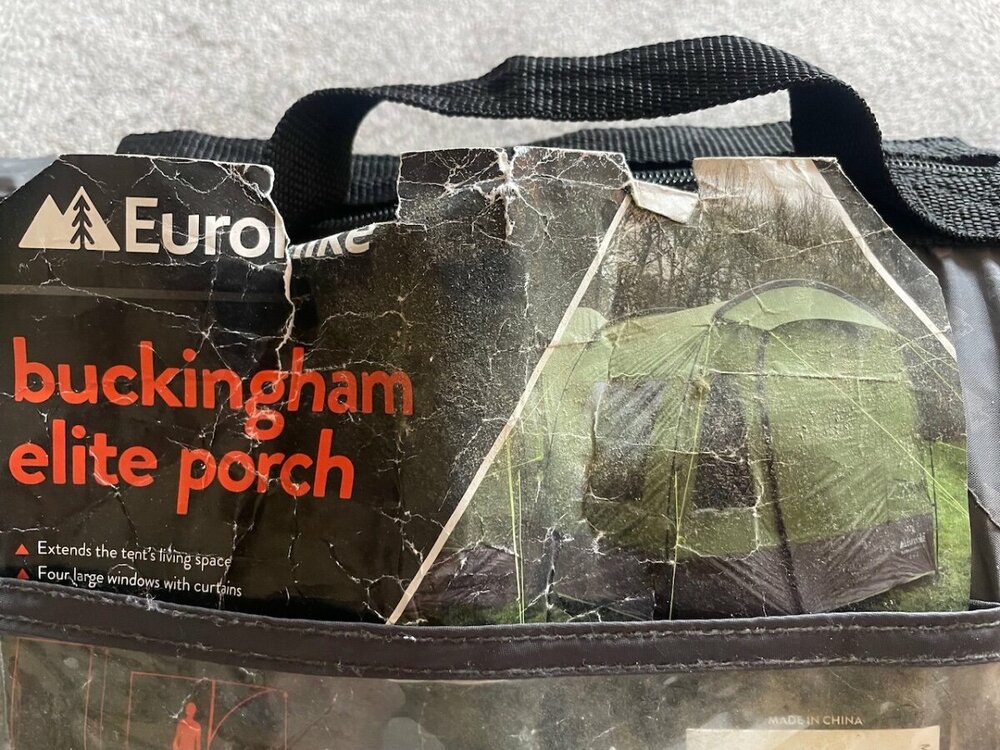 EuroHike
buckingham
elite porch
Extends the tent's living space
Four large windows with curtains
MADE IN CHINA